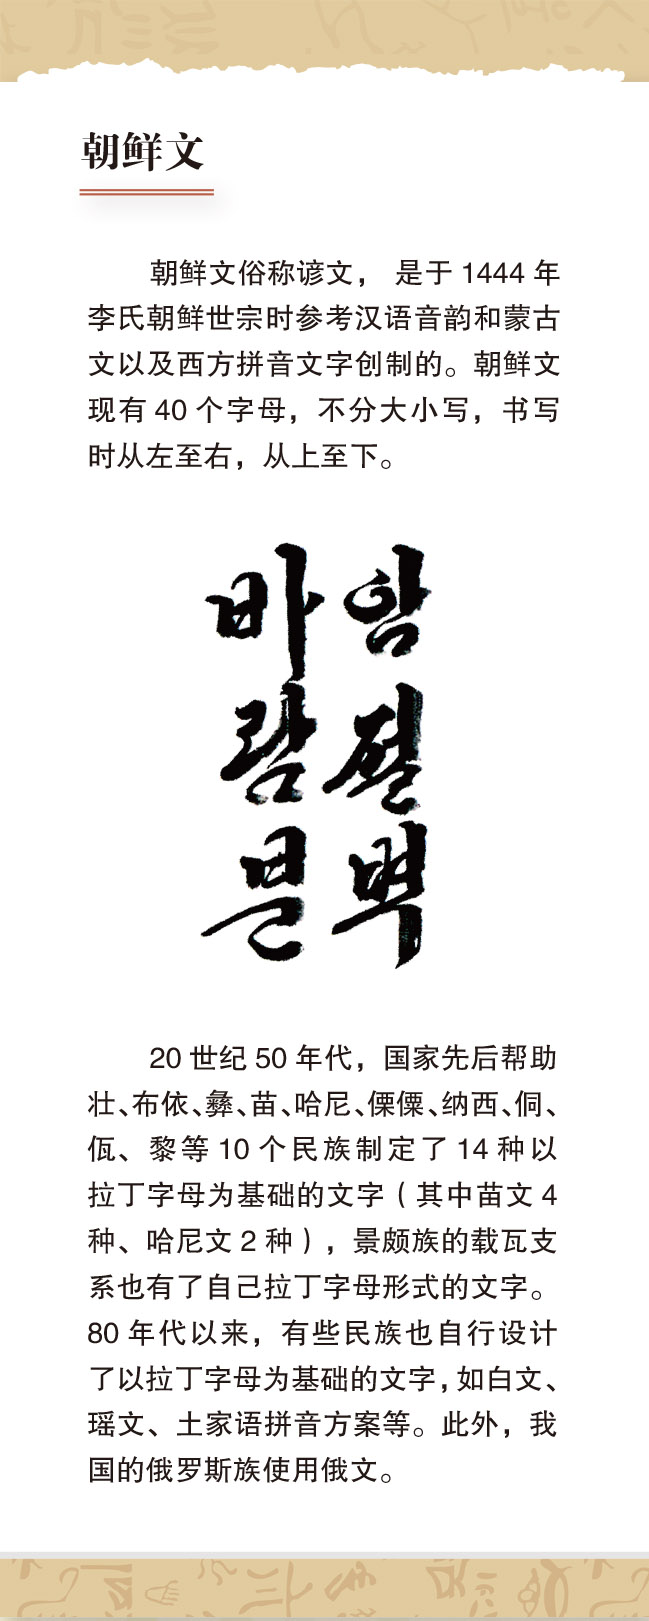 朝鲜文
朝鲜文俗称谚文， 是于 1444 年
李氏朝鲜世宗时参考汉语音韵和蒙古
文以及西方拼音文字创制的。朝鲜文
现有 40 个字母，不分大小写，书写
时从左至右，从上至下。
암
바람
20 世纪 50 年代，国家先后帮助
壮、布依、彝、苗、哈尼、傈僳、纳西、侗、
佤、黎等 10 个民族制定了 14 种以
拉丁字母为基础的文字（其中苗文 4
种、哈尼文 2 种），景颇族的载瓦支
系也有了自己拉丁字母形式的文字。
80 年代以来，有些民族也自行设计
了以拉丁字母为基础的文字，如白文、
瑶文、土家语拼音方案等。此外，我
国的俄罗斯族使用俄文。